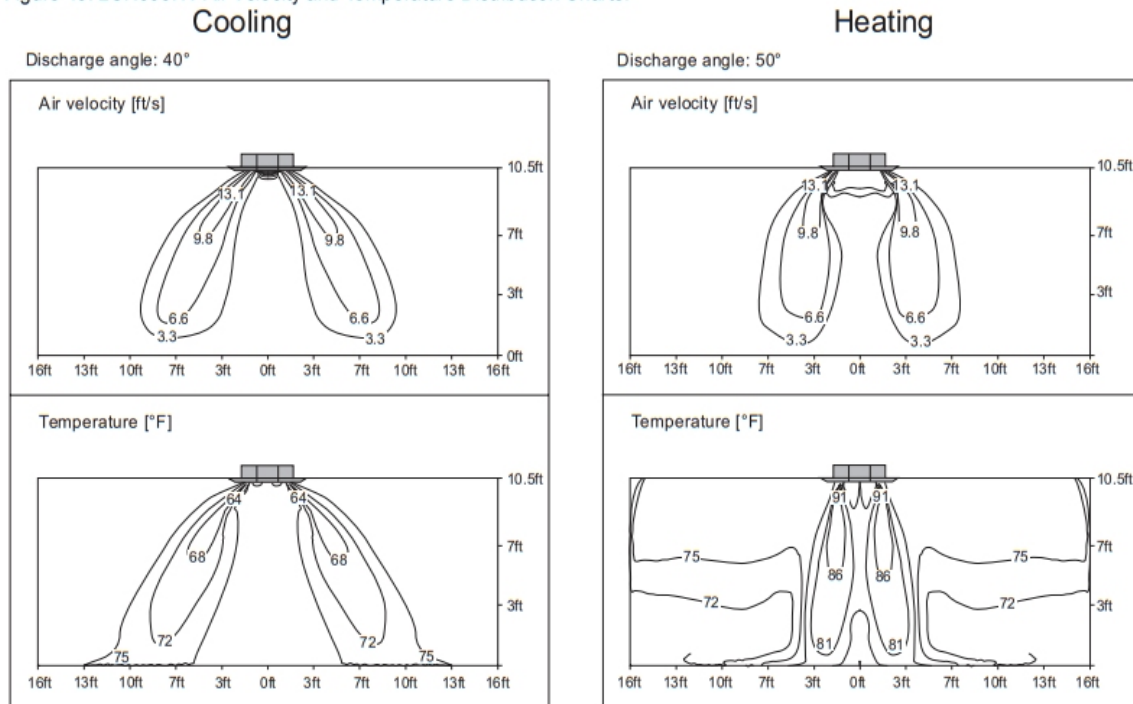 Cooling
Discharge angle: 40°
Air velocity [ft/s]
10.5ft
13.1 13.1
7ft
9.8 9.8
3ft
6.6 6.6
3.3 3.3
0ft
16ft 13ft 10ft 7ft 3ft 0ft 3ft 7ft 10ft 13ft 16ft
Temperature [°F]
10.5ft
64 64
7ft
68 68
3ft
72 72
75 75
16ft 13ft 10ft 7ft 3ft 0ft 3ft 7ft 10ft 13ft 16ft
Heating
Discharge angle: 50°
Air velocity [ft/s]
10.5ft
13.1 13.1
7ft
9.8 9.8
3ft
6.6 6.6
3.3 3.3
16ft 13ft 10ft 7ft 3ft 0ft 3ft 7ft 10ft 13ft 16ft
Temperature [°F]
10.5ft
91 91
75 75 7ft
86 86
72 72 3ft
81 81
16ft 13ft 10ft 7ft 3ft 0ft 3ft 7ft 10ft 13ft 16ft